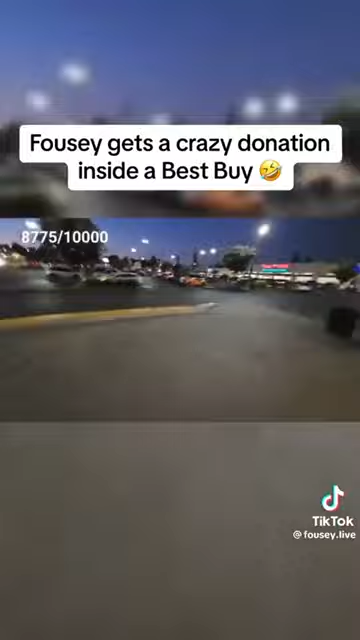 Fousey gets a crazy donation
inside a Best Buy 🤣
8775/10000
TikTok
@fousey.live